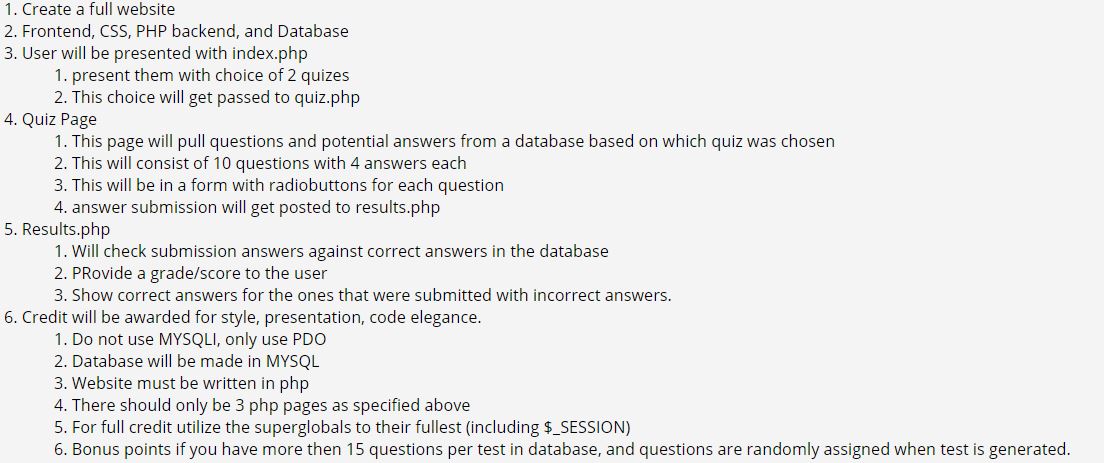 1. Create a full website
2. Frontend, CSS, PHP backend, and Database
3. User will be presented with index.php
1. present them with choice of 2 quizes
2. This choice will get passed to quiz.php
4. Quiz Page
1. This page will pull questions and potential answers from a database based on which quiz was chosen
2. This will consist of 10 questions with 4 answers each
3. This will be in a form with radiobuttons for each question
4. answer submission will get posted to results.php
5. Results.php
1. Will check submission answers against correct answers in the database
2. PRovide a grade/score to the user
3. Show correct answers for the ones that were submitted with incorrect answers.
6. Credit will be awarded for style, presentation, code elegance.
1. Do not use MYSQLI, only use PDO
2. Database will be made in MYSQL
3. Website must be written in php
4. There should only be 3 php pages as specified above
5. For full credit utilize the superglobals to their fullest (including $_SESSION)
6. Bonus points if you have more then 15 questions per test in database, and questions are randomly assigned when test is generated.